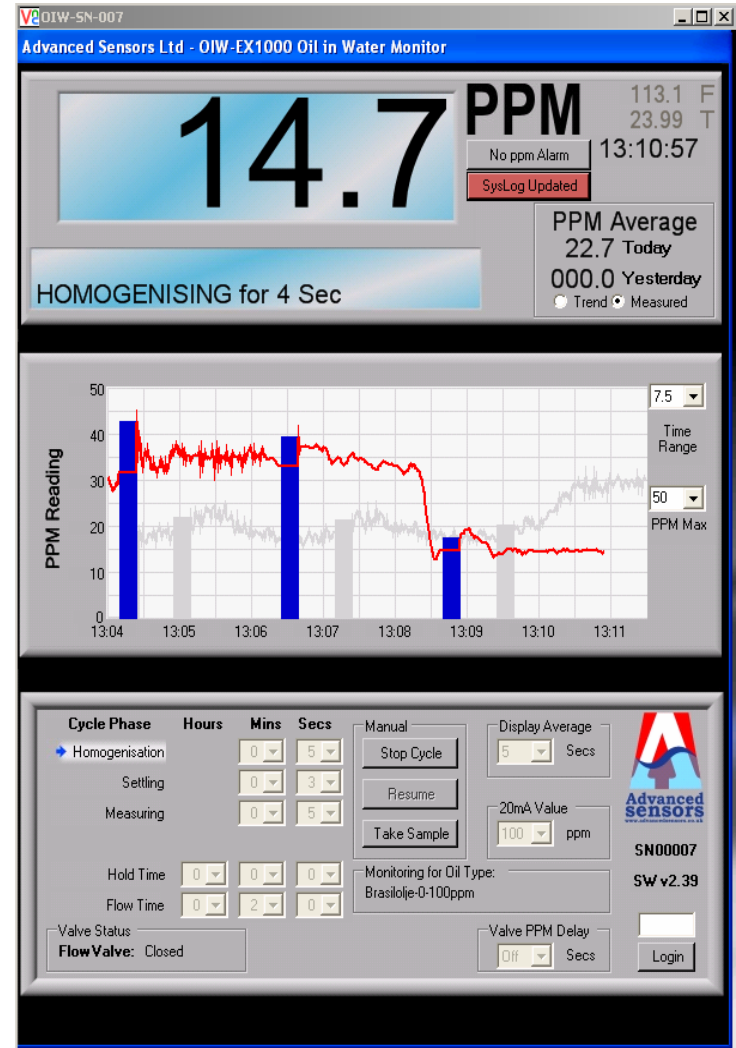 OIW-SN-007
Advanced Sensors Ltd - OIW-EX1000 Oil in Water Monitor
14.7 PPM
113.1 F
23.99 T
No ppm Alarm
13:10:57
SysLog Updated
PPM Average
22.7 Today
000.0 Yesterday
Trend Measured
HOMOGENISING for 4 Sec
PPM Reading
50
40
30
20
10
0
13:04 13:05 13:06 13:07 13:08 13:09 13:10 13:11
7.5
Time
Range
50
PPM Max
Cycle Phase Hours Mins Secs
Homogenisation 0 5
Settling 0 3
Measuring 0 5
Hold Time 0 0 0
Flow Time 0 2 0
Valve Status
Flow Valve: Closed
Manual
Stop Cycle
Resume
Take Sample
Display Average
5 Secs
20mA Value
100 ppm
Monitoring for Oil Type:
Brasilolje-0-100ppm
Valve PPM Delay
Off Secs
Advanced
sensors
www.advancedsensors.co.uk
SN00007
SW v2.39
Login